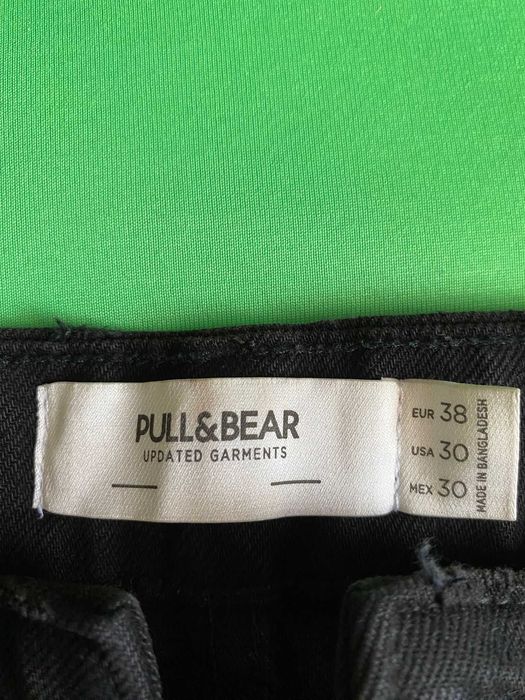 PULL&BEAR
UPDATED GARMENTS
EUR 38
USA 30
MEX 30
MADE IN BANGLADESH